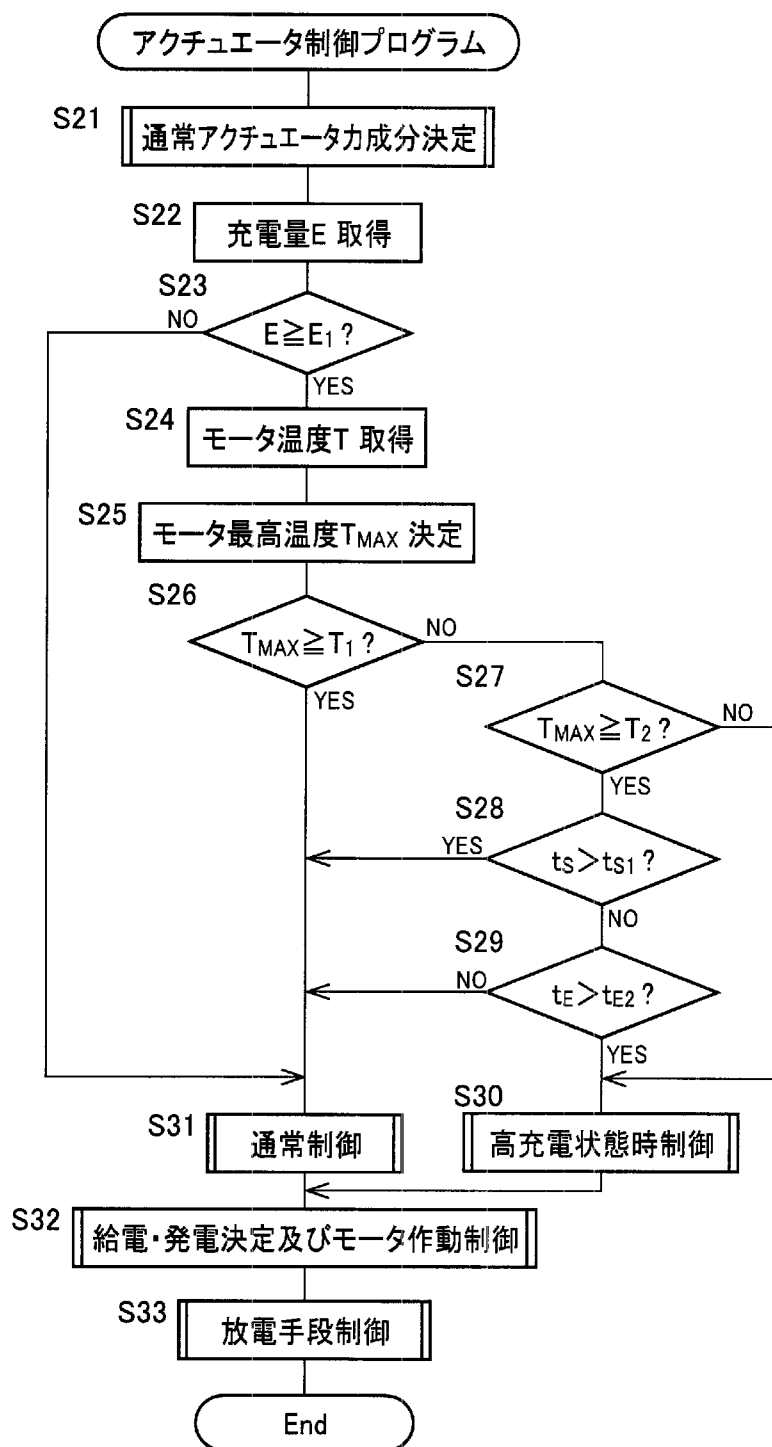 アクチュエータ制御プログラム
S21
通常アクチュエータ力成分決定
S22
充電量E 取得
S23
NO
E≧E1?
YES
S24
モータ温度T 取得
S25
モータ最高温度TMAX 決定
S26
TMAX≧T1?
NO
YES
S27
TMAX≧T2?
NO
YES
S28
YES
tS>tS1?
NO
S29
NO
tE>tE2?
YES
S31
通常制御
S30
高充電状態時制御
S32
給電・発電決定及びモータ作動制御
S33
放電手段制御
End